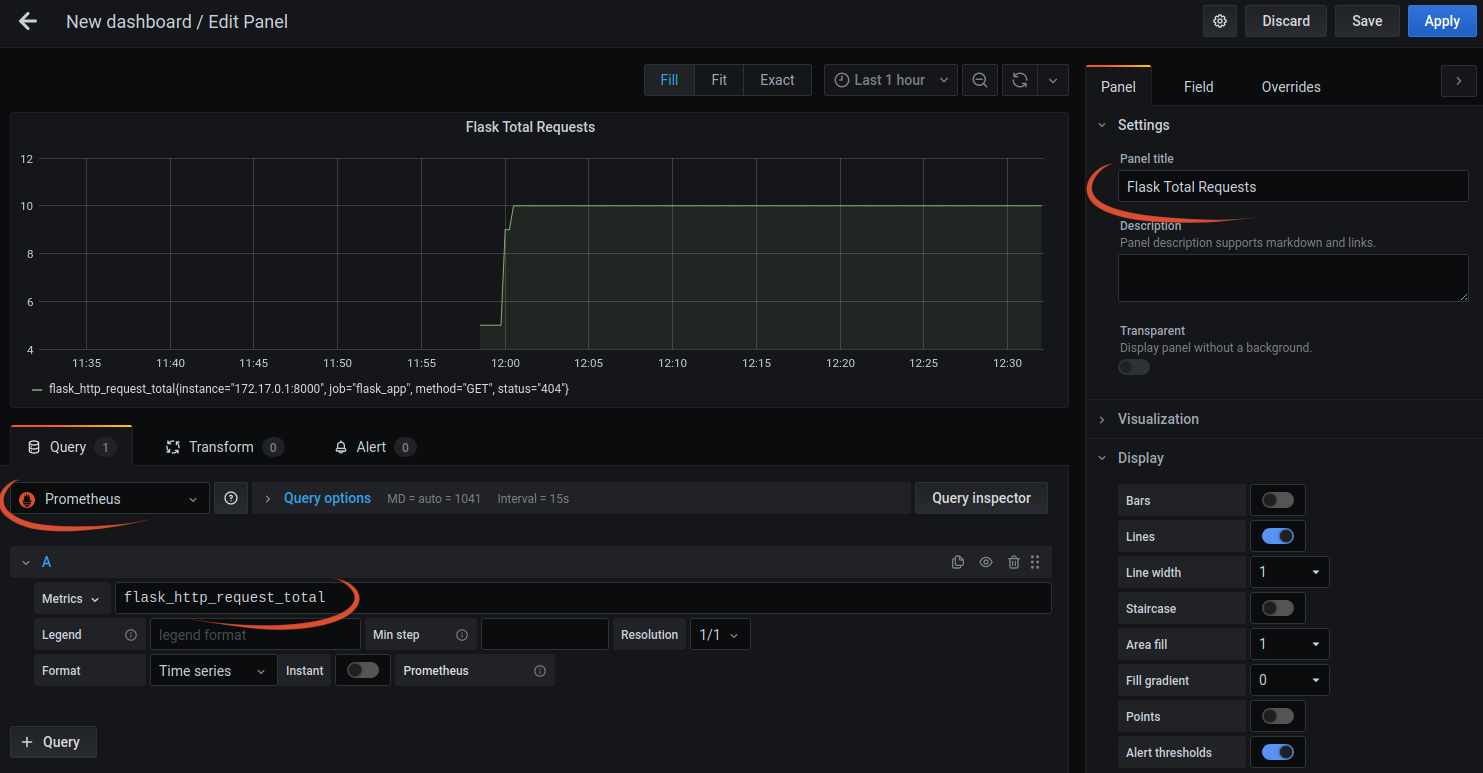 New dashboard / Edit Panel
Discard
Save
Apply
Fill
Fit
Exact
Last 1 hour
Panel
Field
Overrides
Flask Total Requests
12
10
8
6
4
11:35
11:40
11:45
11:50
11:55
12:00
12:05
12:10
12:15
12:20
12:25
12:30
flask_http_request_total{instance="172.17.0.1:8000", job="flask_app", method="GET", status="404"}
Settings
Panel title
Flask Total Requests
Description
Panel description supports markdown and links.
Transparent
Display panel without a background.
Visualization
Display
Bars
Lines
Line width
1
Staircase
Area fill
1
Fill gradient
0
Points
Alert thresholds
Query 1
Transform 0
Alert 0
Prometheus
Query options
MD = auto = 1041
Interval = 15s
Query inspector
A
Metrics
flask_http_request_total
Legend
legend format
Min step
Resolution
1/1
Format
Time series
Instant
Prometheus
+ Query